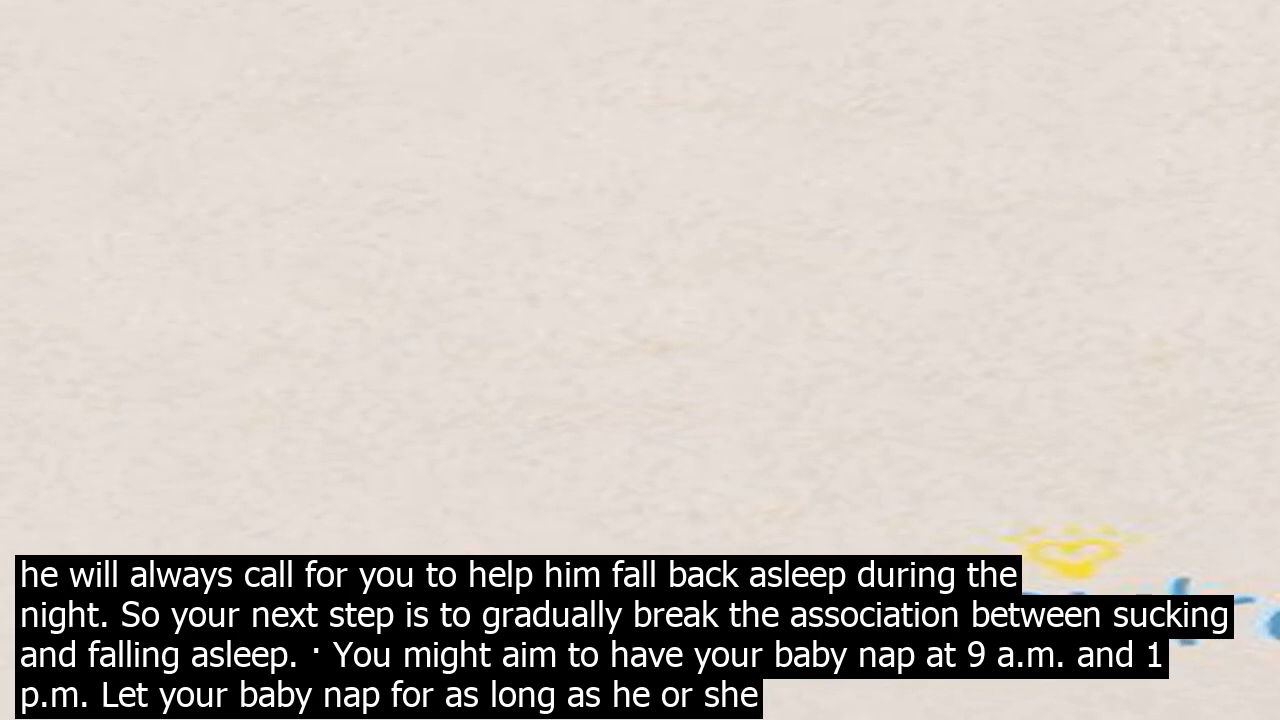 he will always call for you to help him fall back asleep during the
night. So your next step is to gradually break the association between sucking
and falling asleep. · You might aim to have your baby nap at 9 a.m. and 1
p.m. Let your baby nap for as long as he or she